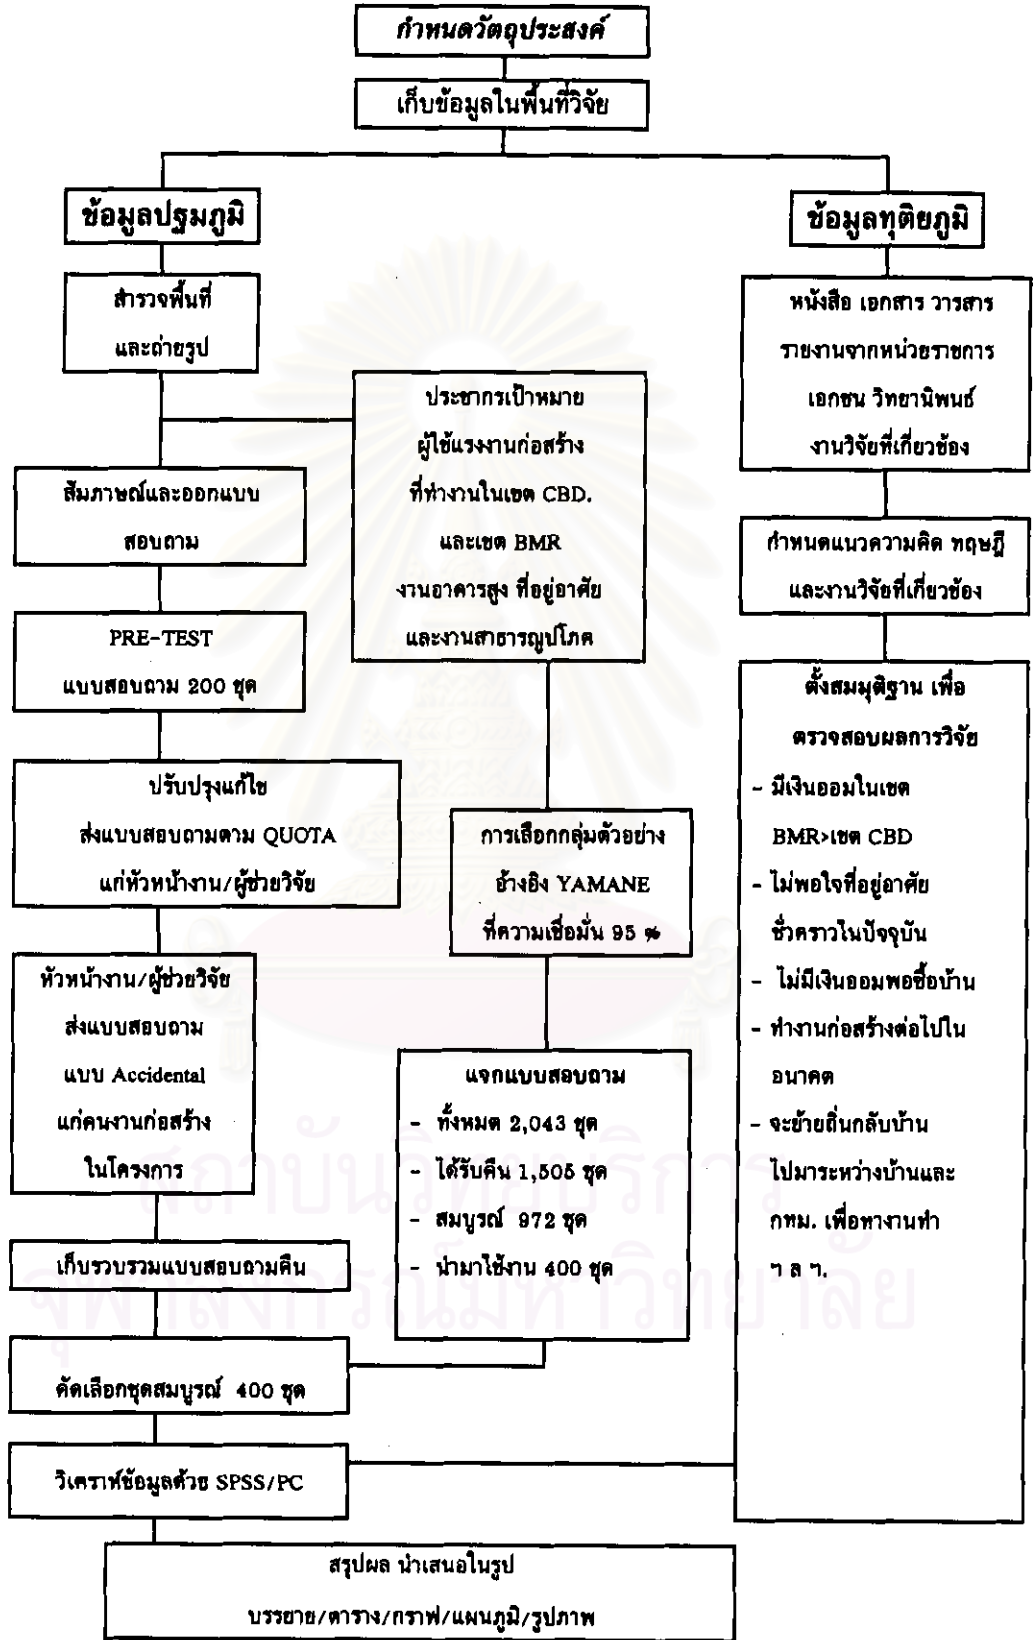 กำหนดวัตถุประสงค์
เก็บข้อมูลในพื้นที่วิจัย
ข้อมูลปฐมภูมิ
สำรวจพื้นที่
และถ่ายรูป
สัมภาษณ์และออกแบบ
สอบถาม
PRE-TEST
แบบสอบถาม 200 ชุด
ปรับปรุงแก้ไข
ส่งแบบสอบถามตาม QUOTA
แก่หัวหน้างาน/ผู้ช่วยวิจัย
หัวหน้างาน/ผู้ช่วยวิจัย
ส่งแบบสอบถาม
แบบ Accidental
แก่คนงานก่อสร้าง
ในโครงการ
เก็บรวบรวมแบบสอบถามคืน
คัดเลือกชุดสมบูรณ์ 400 ชุด
วิเคราห์ข้อมูลด้วย SPSS/PC
สรุปผล นำเสนอในรูป
บรรยาย/ตาราง/กราฟ/แผนภูมิ/รูปภาพ
ประชากรเป้าหมาย
ผู้ใช้แรงงานก่อสร้าง
ที่ทำงานในเขต CBD.
และเขต BMR
งานอาคารสูง ที่อยู่อาศัย
และงานสาธารณูปโภค
การเลือกกลุ่มตัวอย่าง
อ้างอิง YAMANE
ที่ความเชื่อมั่น 95 %
แจกแบบสอบถาม
- ทั้งหมด 2,043 ชุด
- ได้รับคืน 1,505 ชุด
- สมบูรณ์ 972 ชุด
- นำมาใช้งาน 400 ชุด
ข้อมูลทุติยภูมิ
หนังสือ เอกสาร วารสาร
รายงานจากหน่วยราชการ
เอกชน วิทยานิพนธ์
งานวิจัยที่เกี่ยวข้อง
กำหนดแนวความคิด ทฤษฎี
และงานวิจัยที่เกี่ยวข้อง
ตั้งสมมุติฐาน เพื่อ
ตรวจสอบผลการวิจัย
- มีเงินออมในเขต
BMR>เขต CBD
- ไม่พอใจที่อยู่อาศัย
ชั่วคราวในปัจจุบัน
- ไม่มีเงินออมพอซื้อบ้าน
- ทำงานก่อสร้างต่อไปใน
อนาคต
- จะย้ายถิ่นกลับบ้าน
ไปมาระหว่างบ้านและ
กทม. เพื่อหางานทำ
ฯ ล ฯ.
สถาบันวิทยบริการ
จุฬาลงกรณ์มหาวิทยาลัย